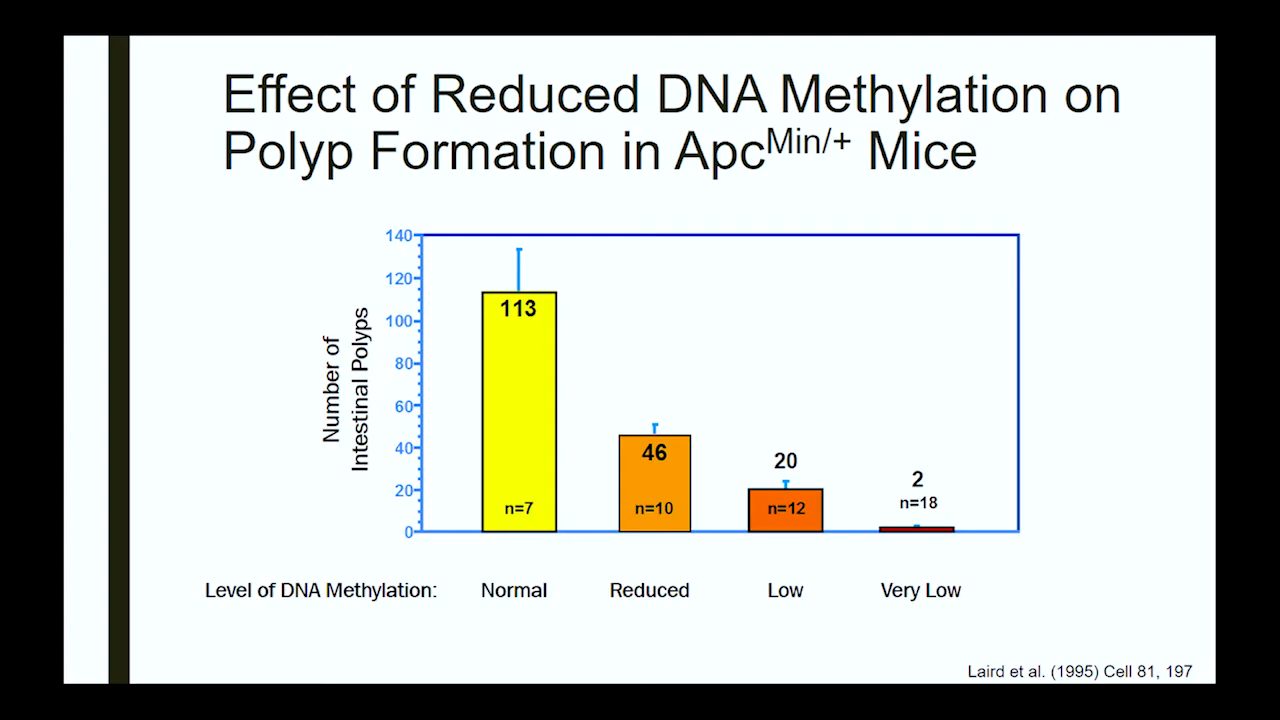 Effect of Reduced DNA Methylation on
Polyp Formation in Apc^Min/+ Mice
Number of
Intestinal Polyps
140
120
100
80
60
40
20
0
113
n=7
46
n=10
20
n=12
2
n=18
Level of DNA Methylation: Normal Reduced Low Very Low
Laird et al. (1995) Cell 81, 197